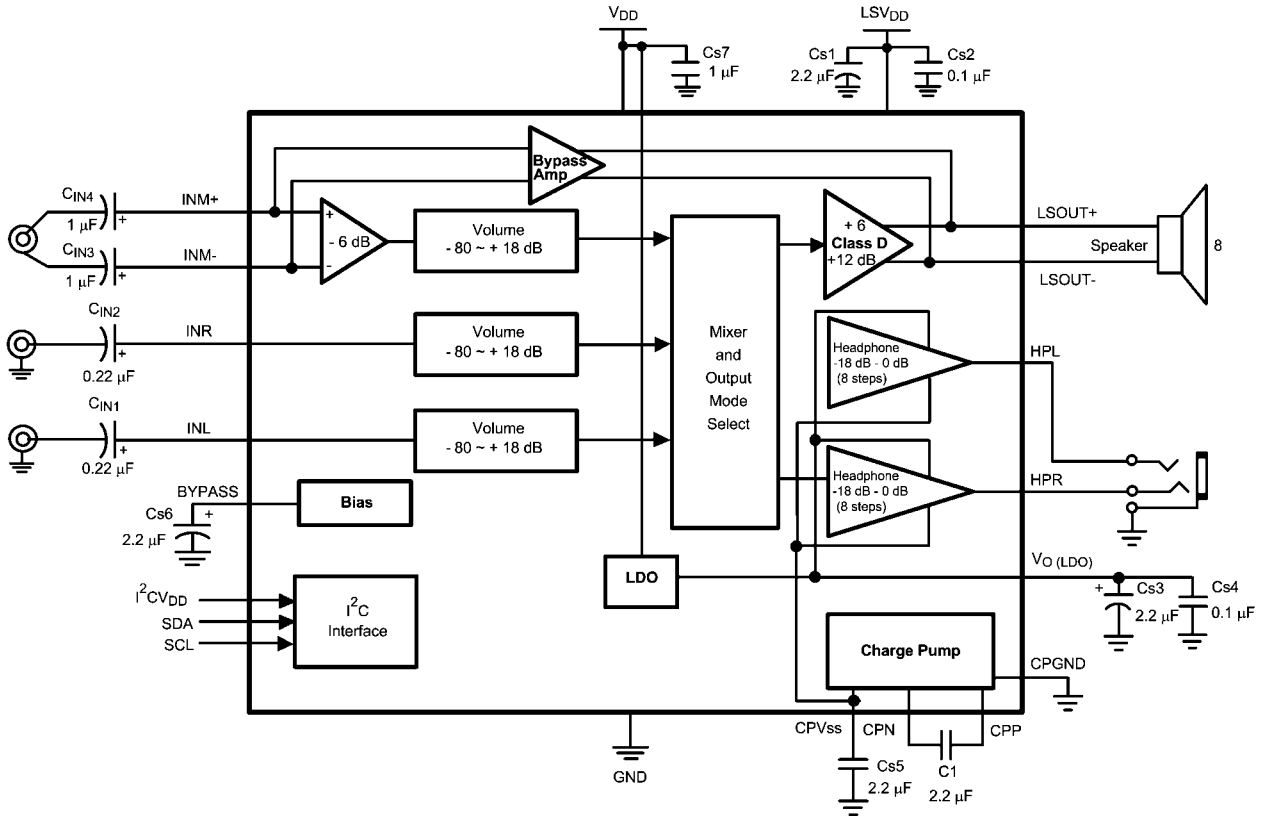 VDD
LSVDD
Cs7
1 µF
Cs1
2.2 µF
Cs2
0.1 µF
Bypass
Amp
CIN4
1 µF
INM+
CIN3
1 µF
INM-
+
- 6 dB
-
Volume
- 80 ~ + 18 dB
+ 6
Class D
+12 dB
LSOUT+
Speaker
LSOUT-
8
CIN2
0.22 µF
INR
Volume
- 80 ~ + 18 dB
Mixer
and
Output
Mode
Select
Headphone
-18 dB - 0 dB
(8 steps)
HPL
CIN1
0.22 µF
INL
Volume
- 80 ~ + 18 dB
Headphone
-18 dB - 0 dB
(8 steps)
HPR
BYPASS
+
Cs6
2.2 µF
Bias
LDO
VO (LDO)
+
Cs3
2.2 µF
Cs4
0.1 µF
I2CVDD
SDA
SCL
I2C
Interface
Charge Pump
CPGND
GND
CPVss
CPN
CPP
Cs5
2.2 µF
C1
2.2 µF
+
+
+
+